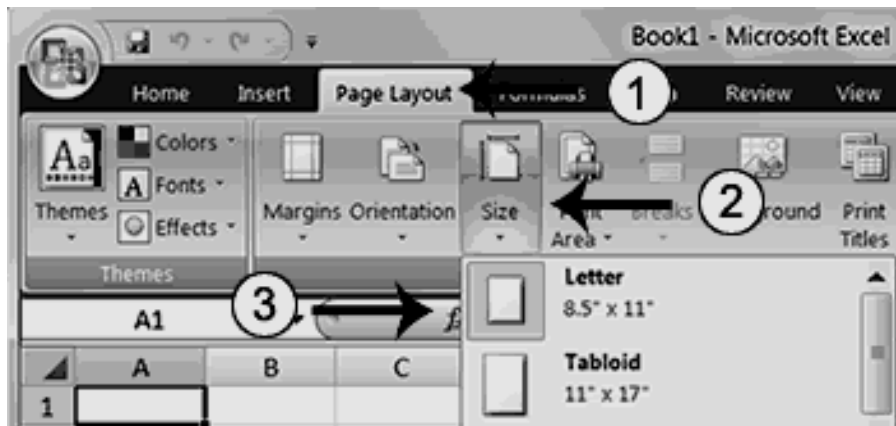 Book1 - Microsoft Excel
Home Insert Page Layout 1 Review View
Aa Colors
A Fonts
Effects
Themes Margins Orientation Size 2 Print
Area Titles
Themes
Letter
8.5" x 11"
3
A1
Tabloid
11" x 17"
A B C
1